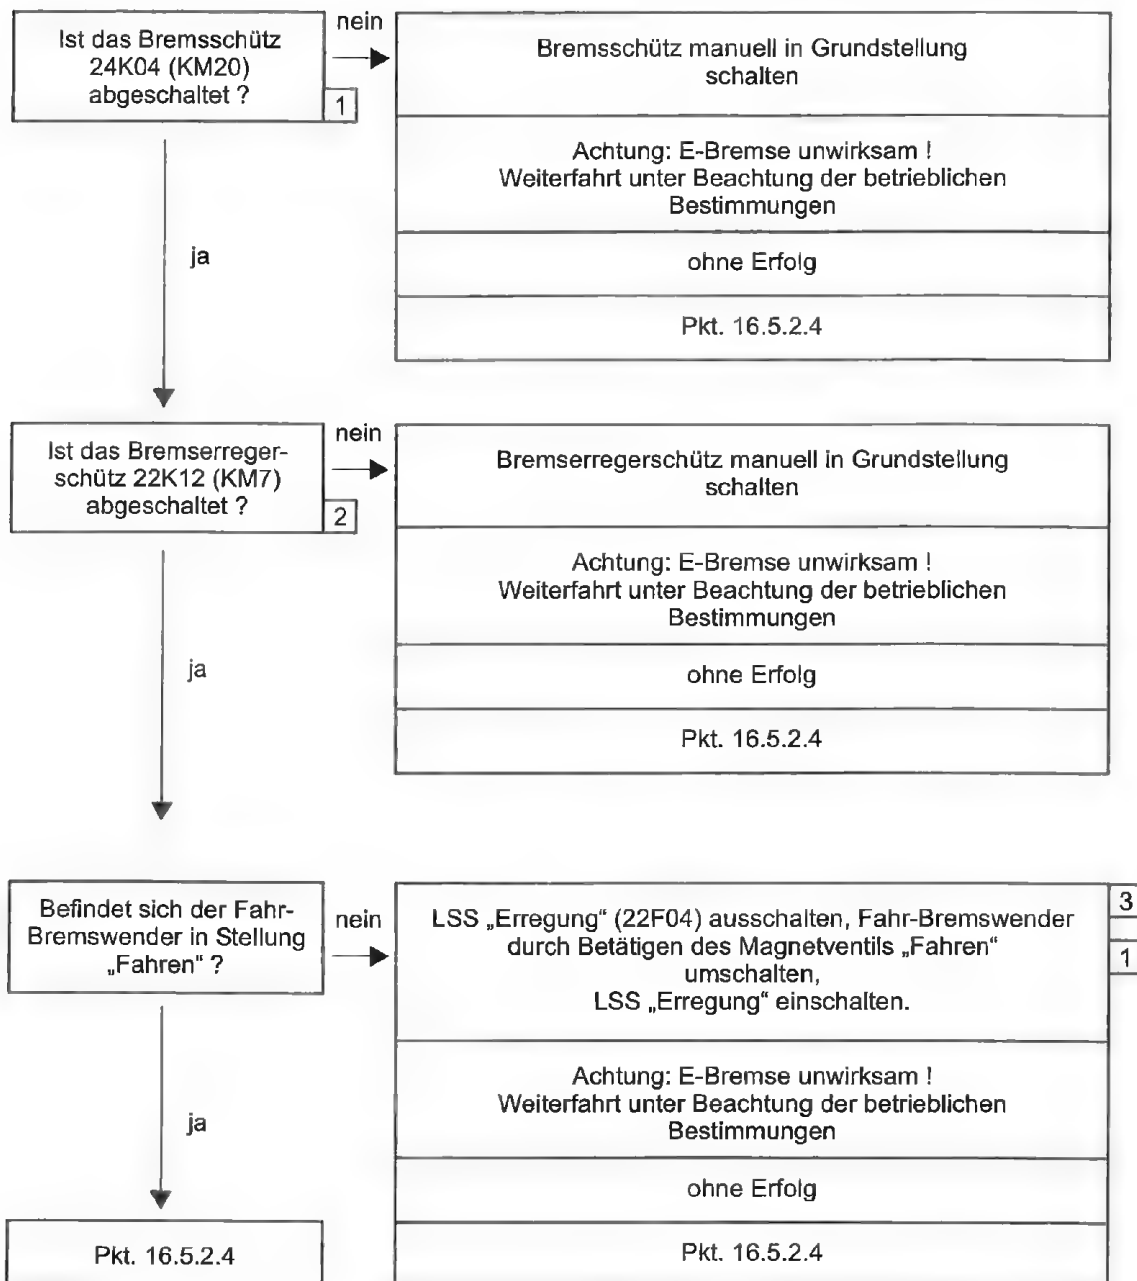 Ist das Bremsschütz
24K04 (KM20)
abgeschaltet ?
1
nein
Bremsschütz manuell in Grundstellung
schalten
Achtung: E-Bremse unwirksam !
Weiterfahrt unter Beachtung der betrieblichen
Bestimmungen
ohne Erfolg
Pkt. 16.5.2.4
ja
Ist das Bremserreger-
schütz 22K12 (KM7)
abgeschaltet ?
2
nein
Bremserregerschütz manuell in Grundstellung
schalten
Achtung: E-Bremse unwirksam !
Weiterfahrt unter Beachtung der betrieblichen
Bestimmungen
ohne Erfolg
Pkt. 16.5.2.4
ja
Befindet sich der Fahr-
Bremswender in Stellung
„Fahren“ ?
nein
LSS „Erregung“ (22F04) ausschalten, Fahr-Bremswender
durch Betätigen des Magnetventils „Fahren“
umschalten,
LSS „Erregung“ einschalten.
3
1
Achtung: E-Bremse unwirksam !
Weiterfahrt unter Beachtung der betrieblichen
Bestimmungen
ohne Erfolg
Pkt. 16.5.2.4
ja
Pkt. 16.5.2.4